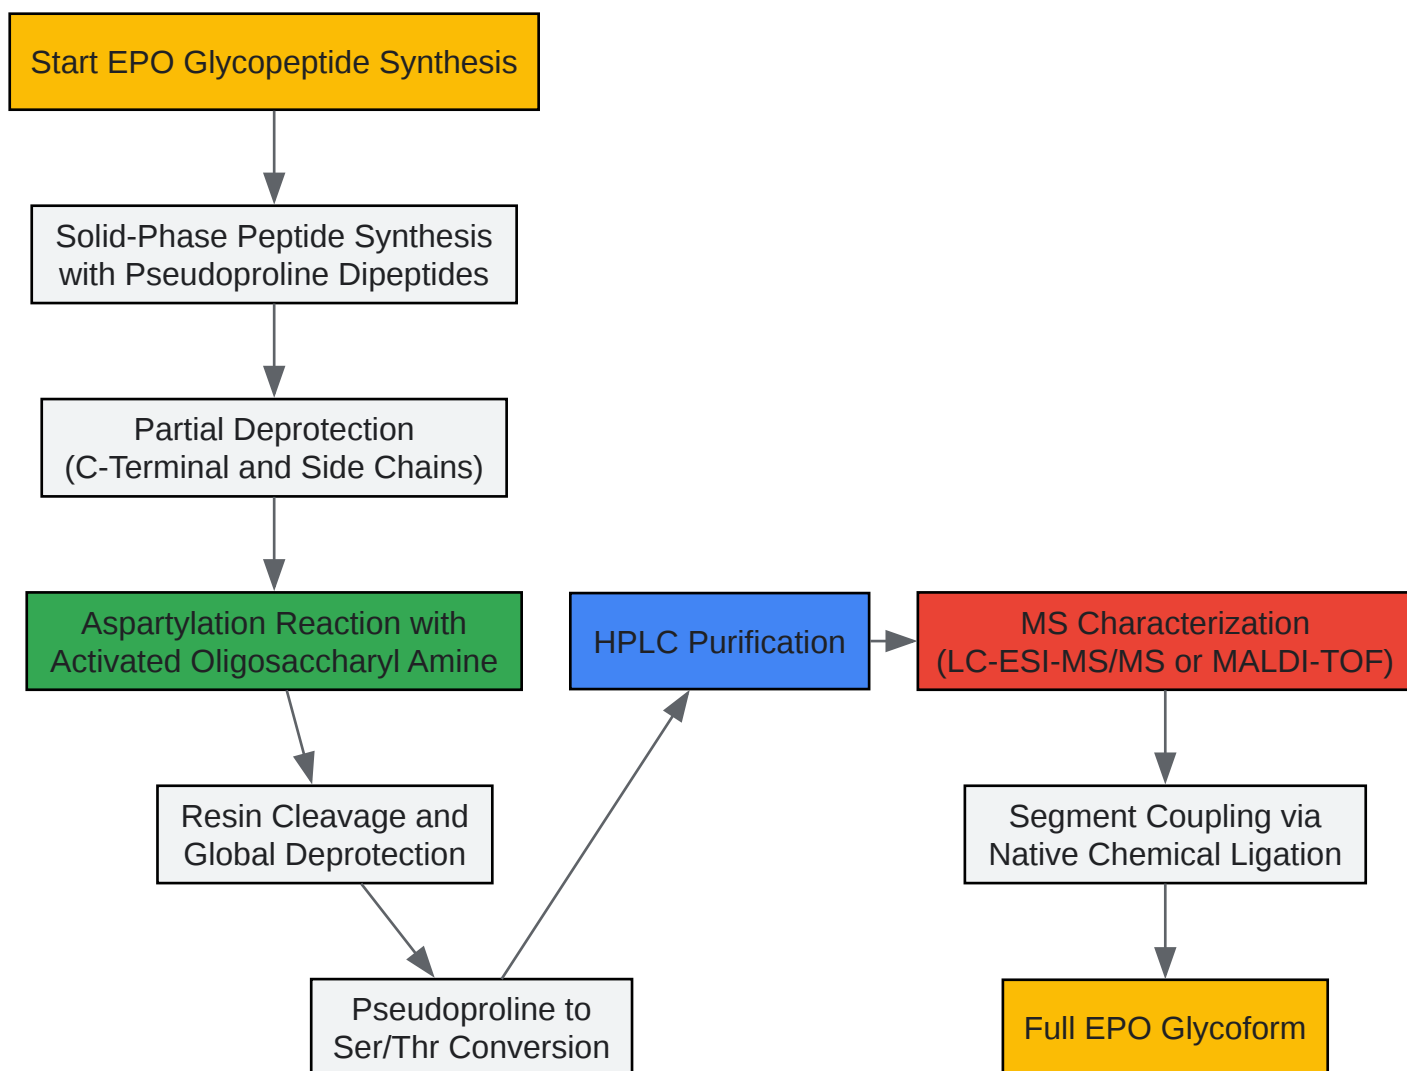 Start EPO Glycopeptide Synthesis
Solid-Phase Peptide Synthesis
with Pseudoproline Dipeptides
Partial Deprotection
(C-Terminal and Side Chains)
Aspartylation Reaction with
Activated Oligosaccharyl Amine
Resin Cleavage and
Global Deprotection
Pseudoproline to
Ser/Thr Conversion
HPLC Purification
MS Characterization
(LC-ESI-MS/MS or MALDI-TOF)
Segment Coupling via
Native Chemical Ligation
Full EPO Glycoform